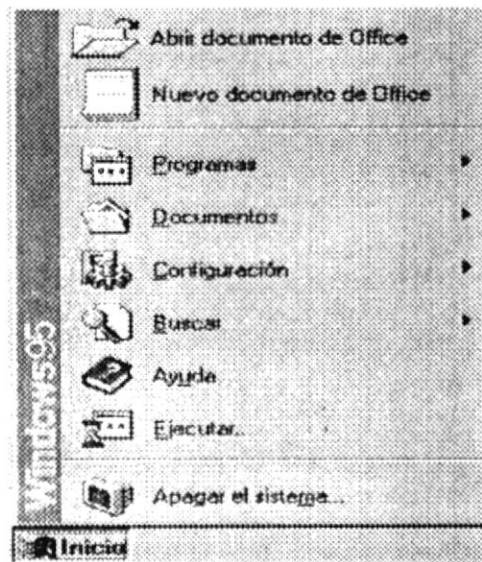 Abrir documento de Office
Nuevo documento de Office
Programas
Documentos
Configuración
Buscar
Ayuda
Ejecutar...
Apagar el sistema...
Windows95
Inicio